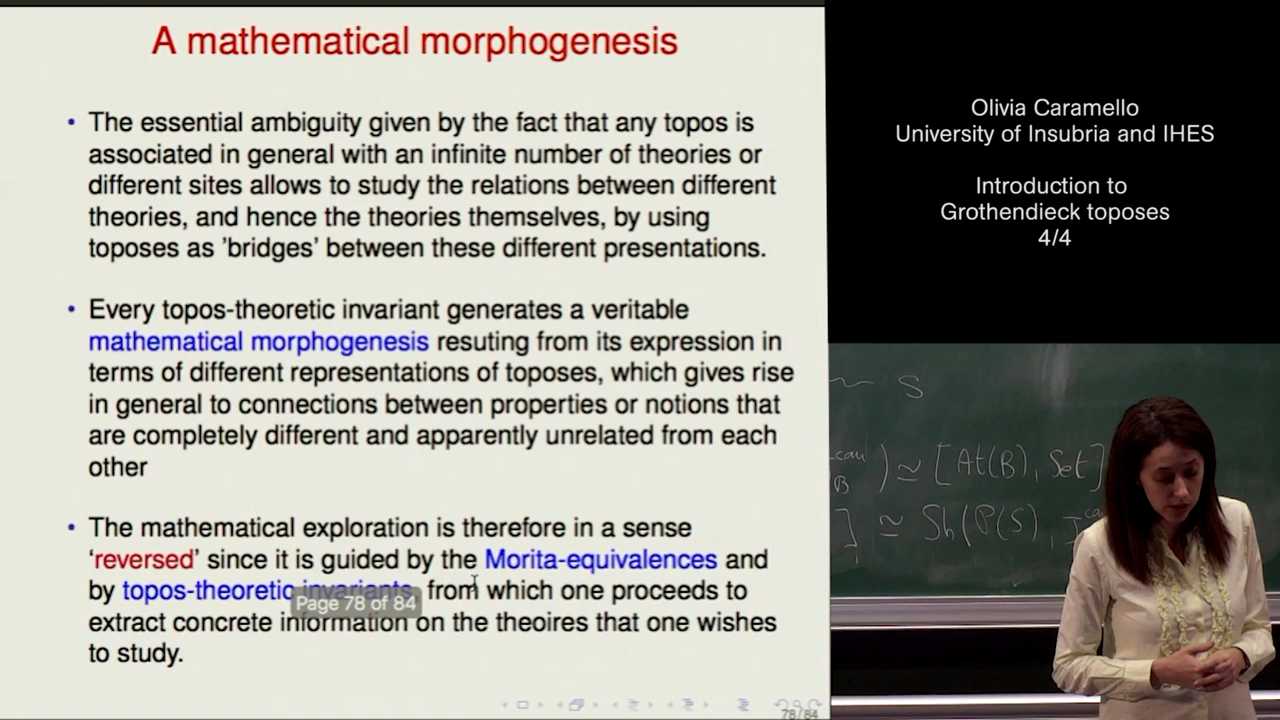 A mathematical morphogenesis
• The essential ambiguity given by the fact that any topos is
associated in general with an infinite number of theories or
different sites allows to study the relations between different
theories, and hence the theories themselves, by using
toposes as 'bridges' between these different presentations.
• Every topos-theoretic invariant generates a veritable
mathematical morphogenesis resuting from its expression in
terms of different representations of toposes, which gives rise
in general to connections between properties or notions that
are completely different and apparently unrelated from each
other
• The mathematical exploration is therefore in a sense
‘reversed’ since it is guided by the Morita-equivalences and
by topos-theoretic invariants, from which one proceeds to
Page 78 of 84
extract concrete information on the theoires that one wishes
to study.
78/84
Olivia Caramello
University of Insubria and IHES
Introduction to
Grothendieck toposes
4/4
~ S
can
B ) ≃ [At(B), Set]
] ≃ Sh(P(S), J can